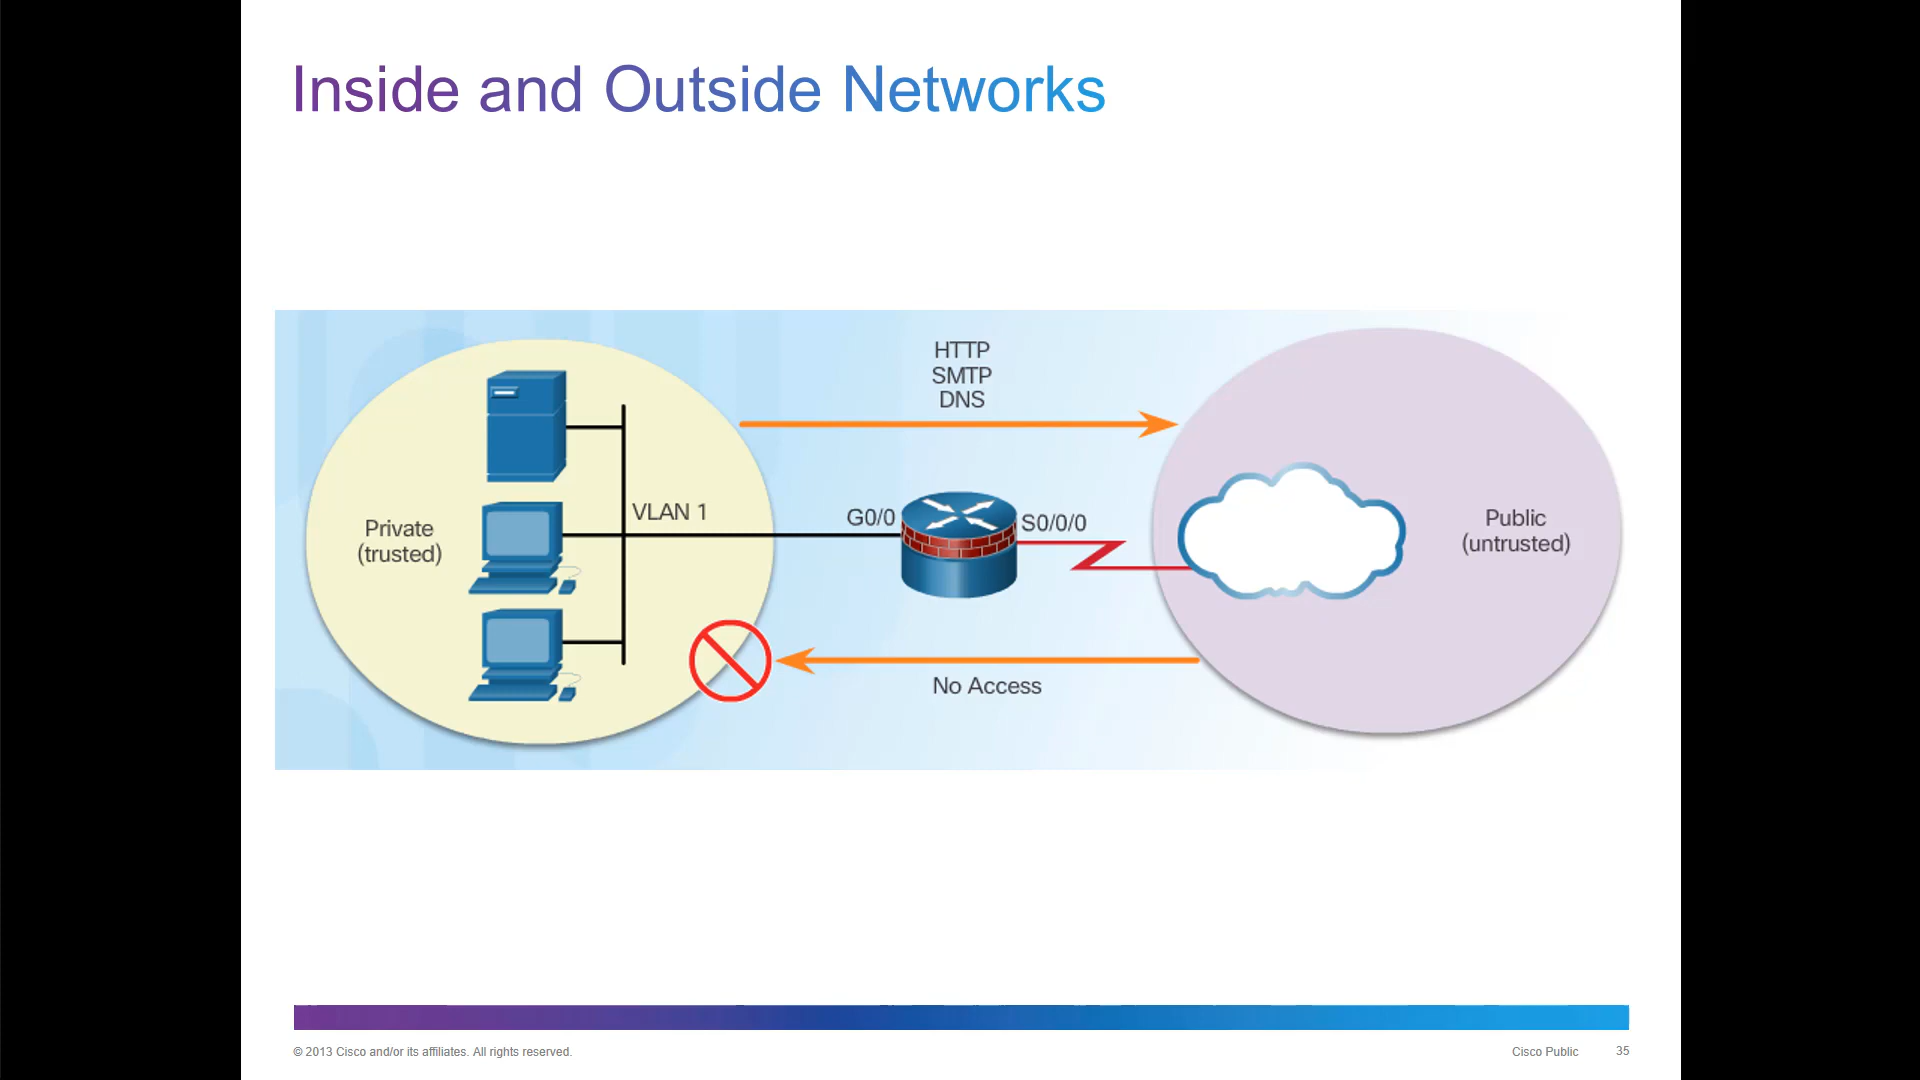 Inside and Outside Networks
HTTP
SMTP
DNS
Private
(trusted)
VLAN 1
G0/0
S0/0/0
Public
(untrusted)
No Access
© 2013 Cisco and/or its affiliates. All rights reserved.
Cisco Public
35